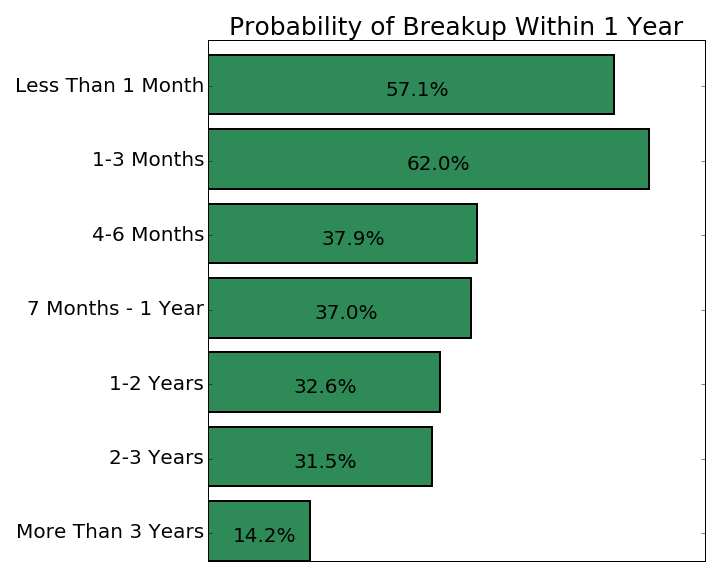 Probability of Breakup Within 1 Year
Less Than 1 Month 57.1%
1-3 Months 62.0%
4-6 Months 37.9%
7 Months - 1 Year 37.0%
1-2 Years 32.6%
2-3 Years 31.5%
More Than 3 Years 14.2%